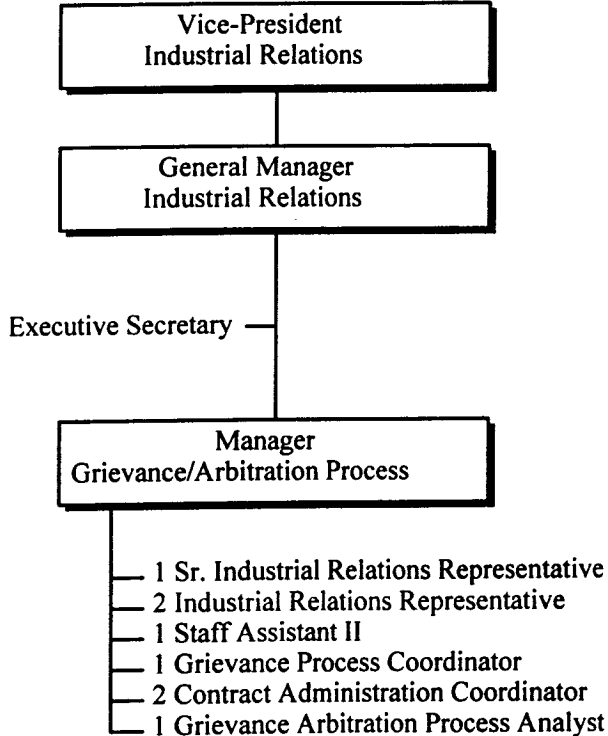 Vice-President
Industrial Relations
General Manager
Industrial Relations
Executive Secretary
Manager
Grievance/Arbitration Process
1 Sr. Industrial Relations Representative
2 Industrial Relations Representative
1 Staff Assistant II
1 Grievance Process Coordinator
2 Contract Administration Coordinator
1 Grievance Arbitration Process Analyst